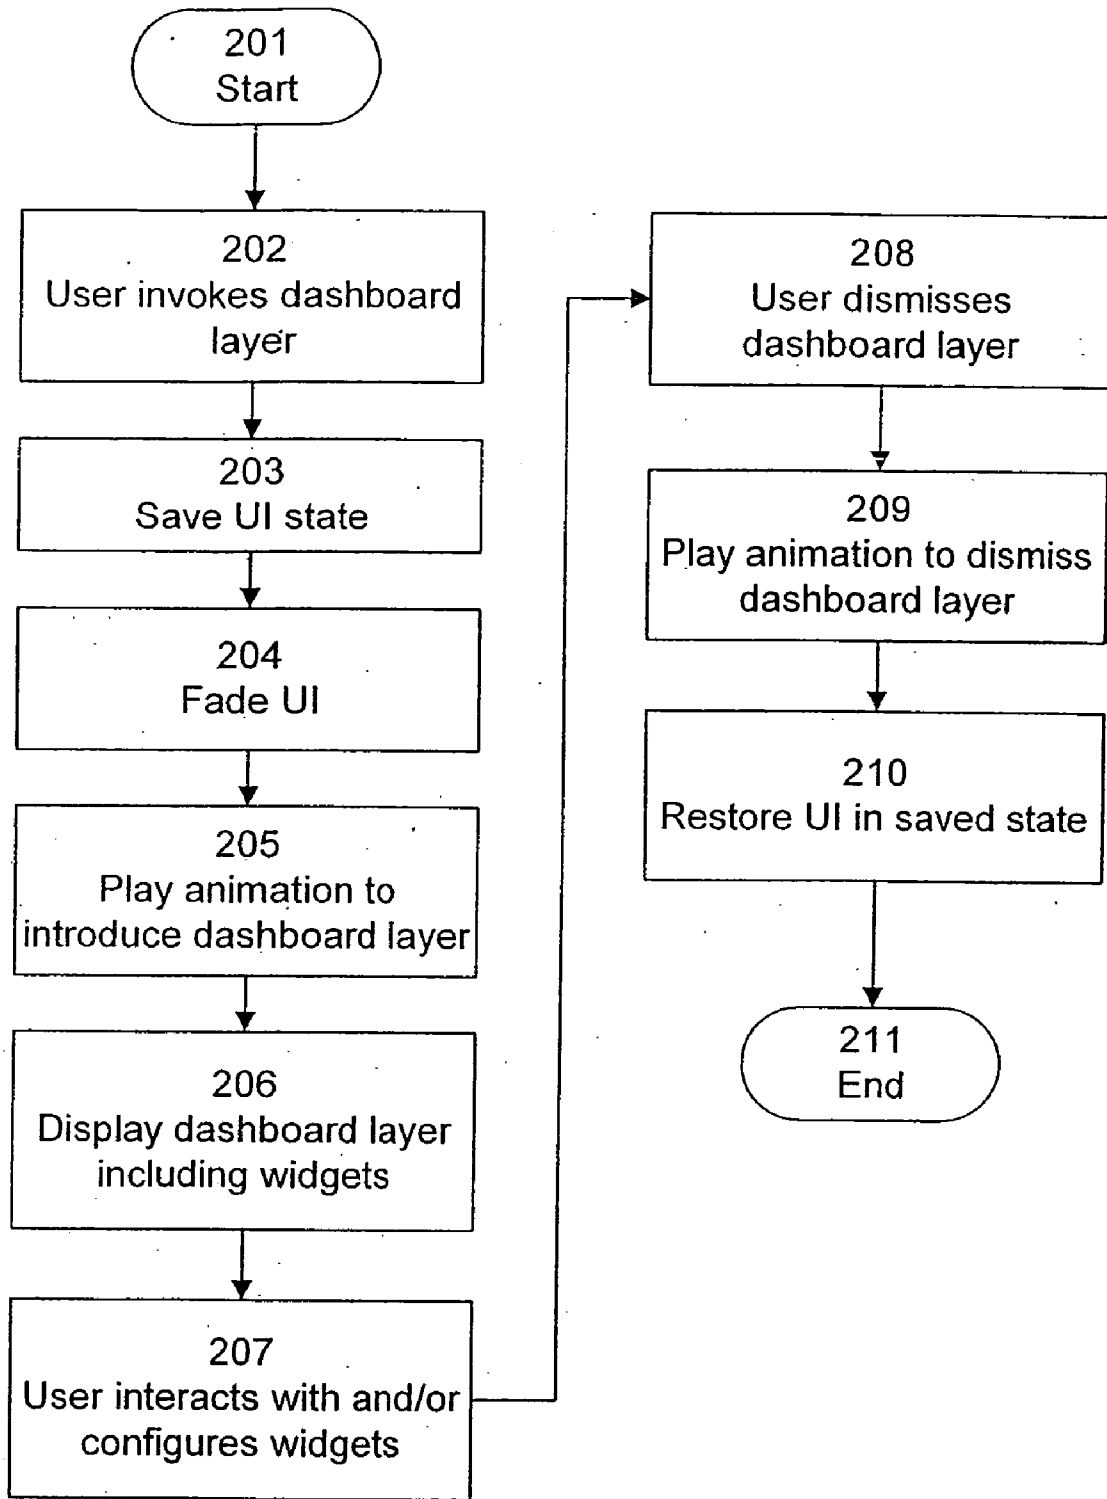 201
Start
202
User invokes dashboard
layer
203
Save UI state
204
Fade UI
205
Play animation to
introduce dashboard layer
206
Display dashboard layer
including widgets
207
User interacts with and/or
configures widgets
208
User dismisses
dashboard layer
209
Play animation to dismiss
dashboard layer
210
Restore UI in saved state
211
End